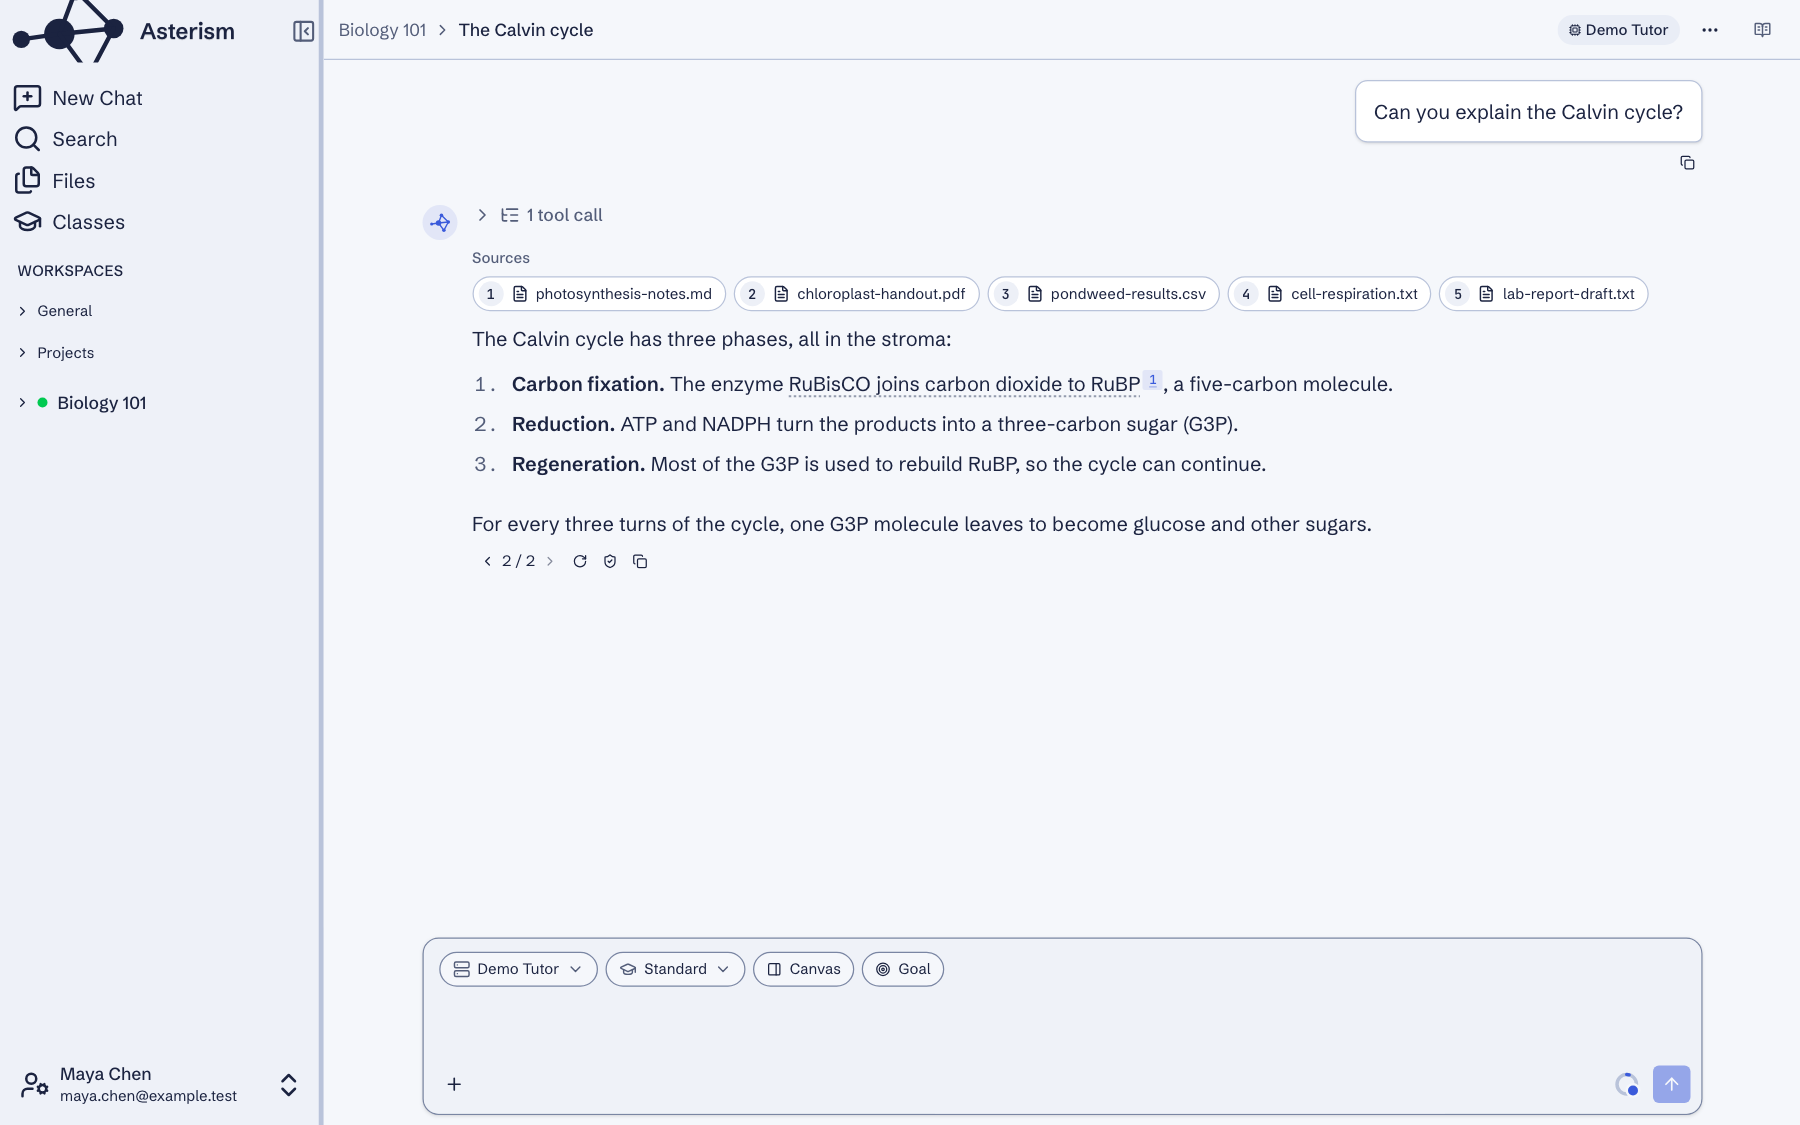 Asterism
New Chat
Search
Files
Classes
WORKSPACES
General
Projects
Biology 101
Maya Chen
maya.chen@example.test
Biology 101 > The Calvin cycle
Demo Tutor
Can you explain the Calvin cycle?
1 tool call
Sources
1 photosynthesis-notes.md 2 chloroplast-handout.pdf 3 pondweed-results.csv 4 cell-respiration.txt 5 lab-report-draft.txt
The Calvin cycle has three phases, all in the stroma:
1. Carbon fixation. The enzyme RuBisCO joins carbon dioxide to RuBP 1, a five-carbon molecule.
2. Reduction. ATP and NADPH turn the products into a three-carbon sugar (G3P).
3. Regeneration. Most of the G3P is used to rebuild RuBP, so the cycle can continue.
For every three turns of the cycle, one G3P molecule leaves to become glucose and other sugars.
2 / 2
Demo Tutor Standard Canvas Goal